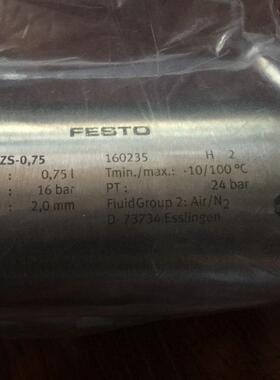 FESTO
ZS-0,75 160235 H 2
: 0,75 l Tmin./max.: -10/100 °C
: 16 bar PT : 24 bar
: 2,0 mm FluidGroup 2: Air/N2
D-73734 Esslingen